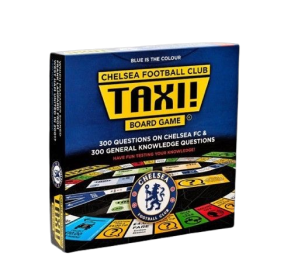 BLUE IS THE COLOUR
CHELSEA FOOTBALL CLUB
TAXI!
BOARD GAME
300 QUESTIONS ON CHELSEA FC &
300 GENERAL KNOWLEDGE QUESTIONS
HAVE FUN TESTING YOUR KNOWLEDGE!
CHELSEA
FOOTBALL CLUB
FARE
TAXI!